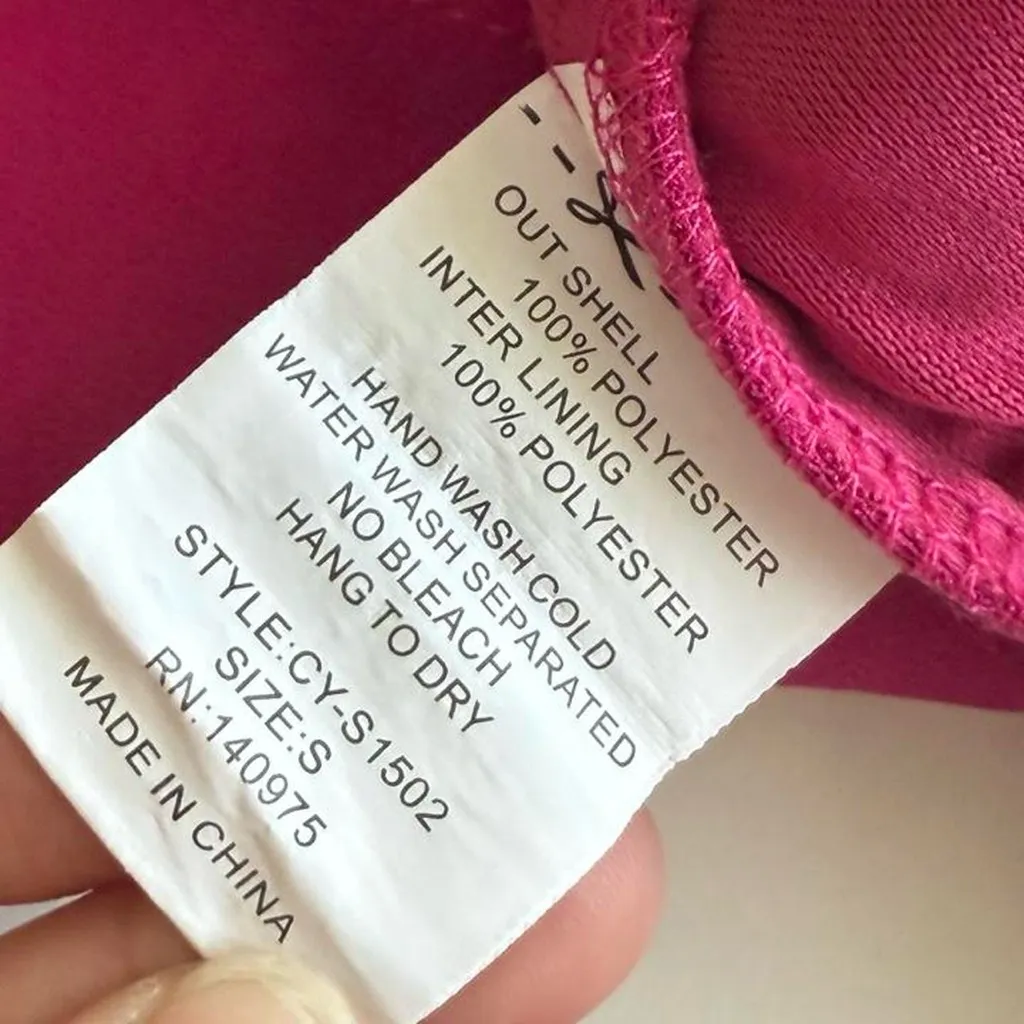 OUT SHELL
100% POLYESTER
INTER LINING
100% POLYESTER
HAND WASH COLD
WATER WASH SEPARATED
NO BLEACH
HANG TO DRY
STYLE:CY-S1502
SIZE:S
RN:140975
MADE IN CHINA